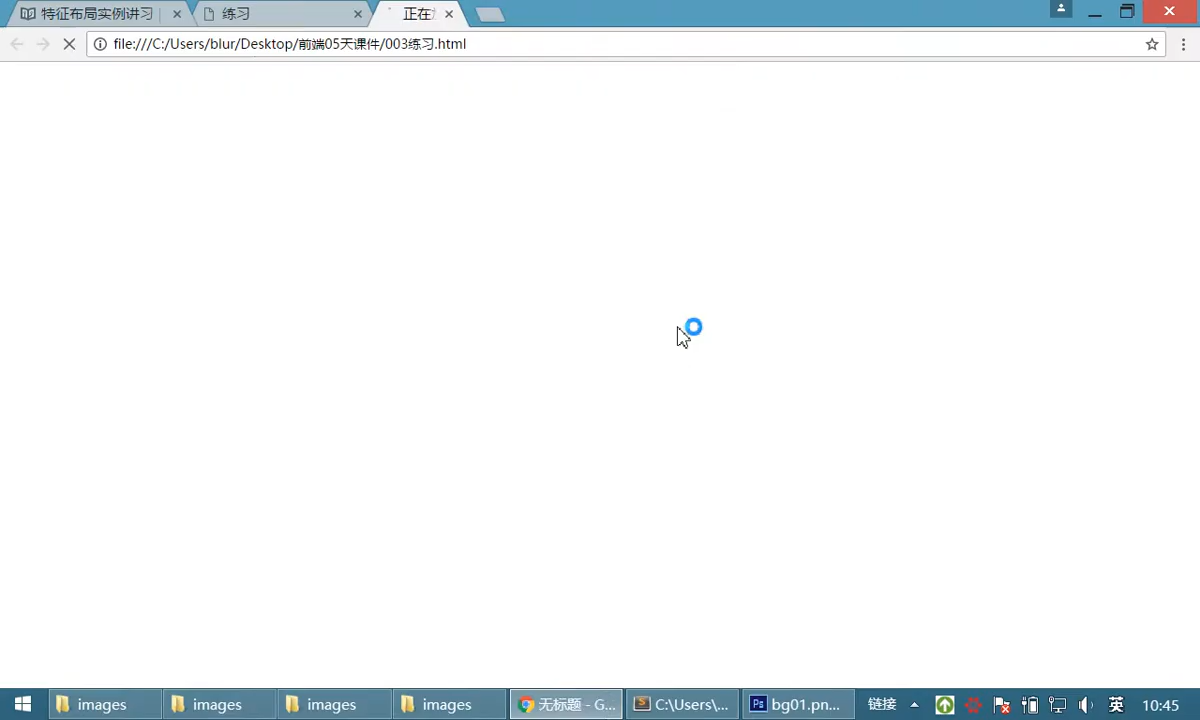 特征布局实例讲习
练习
正在
file:///C:/Users/blur/Desktop/前端05天课件/003练习.html
images
images
images
images
无标题 - G...
C:\Users\...
bg01.pn...
链接
英
10:45